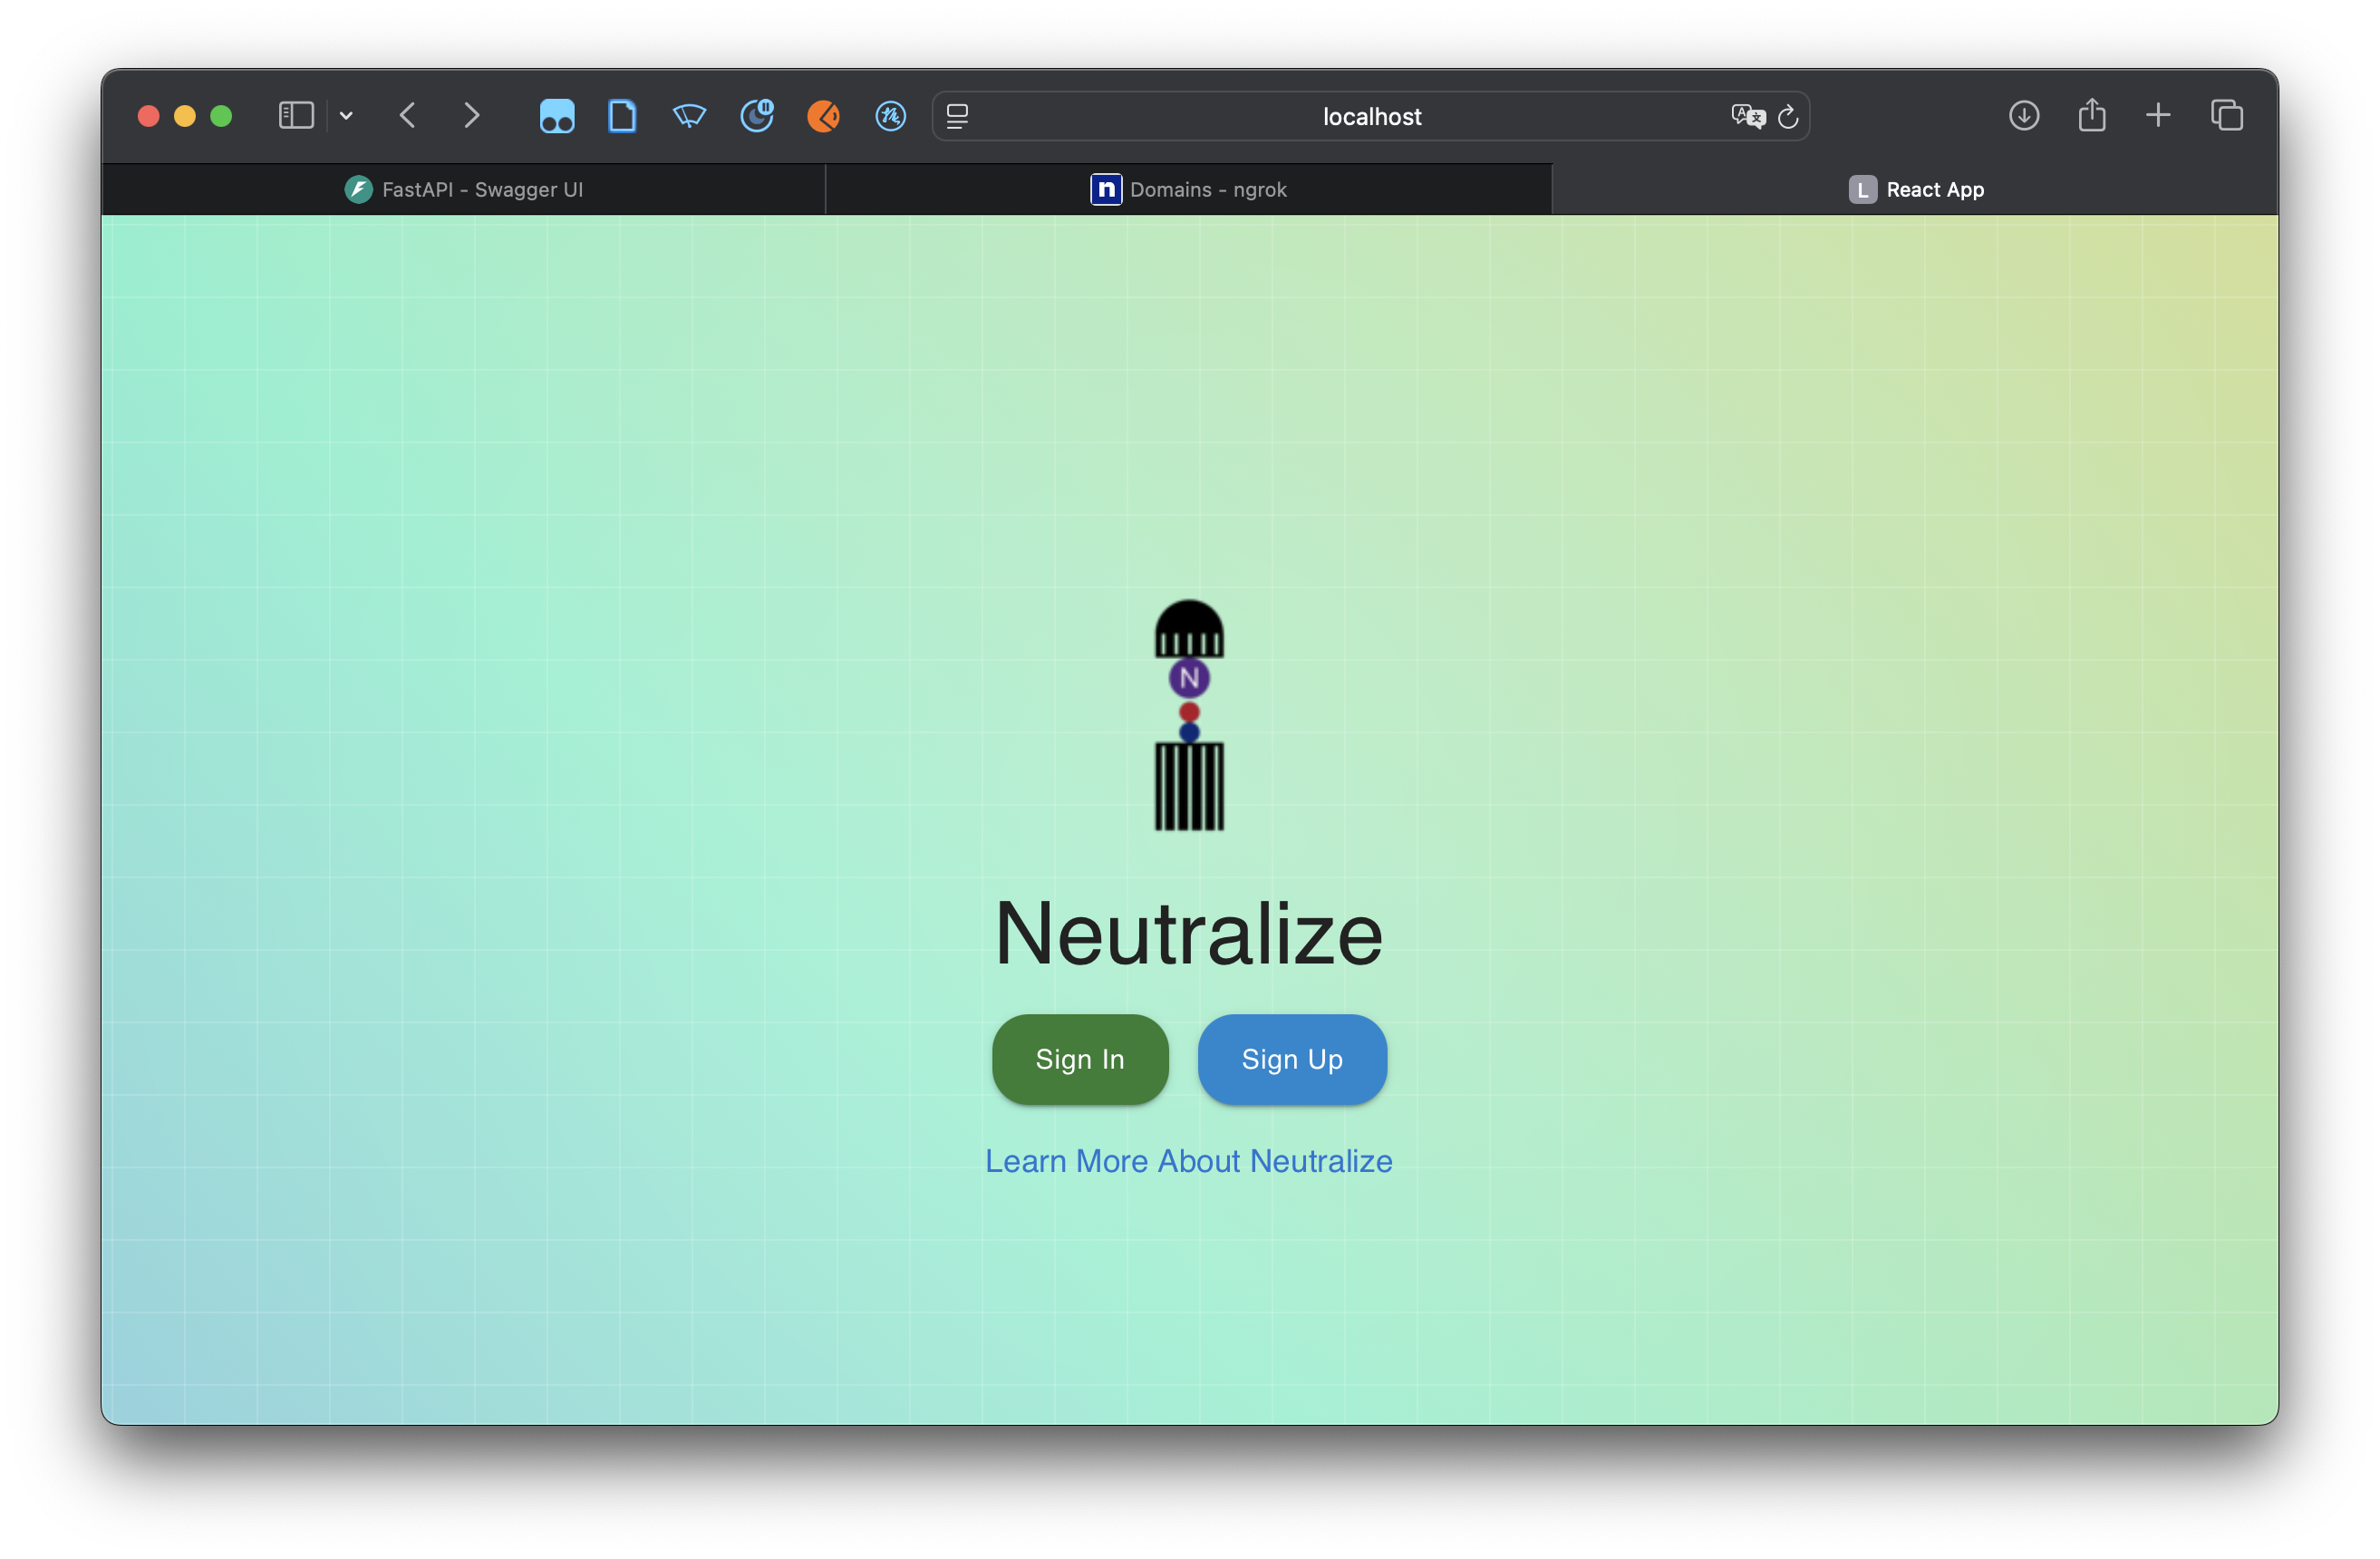 localhost
FastAPI - Swagger UI
n Domains - ngrok
L React App
N
Neutralize
Sign In
Sign Up
Learn More About Neutralize